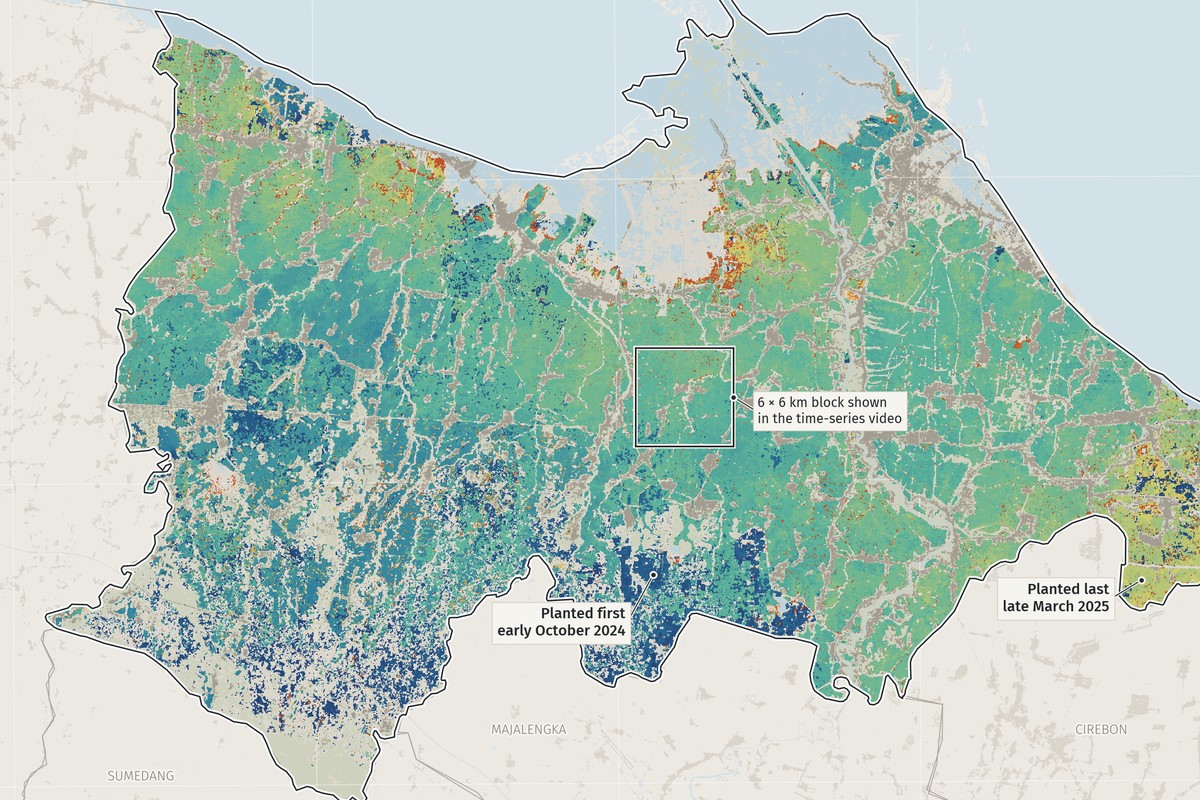 6 × 6 km block shown
in the time-series video
Planted first
early October 2024
Planted last
late March 2025
MAJALENGKA
CIREBON
SUMEDANG